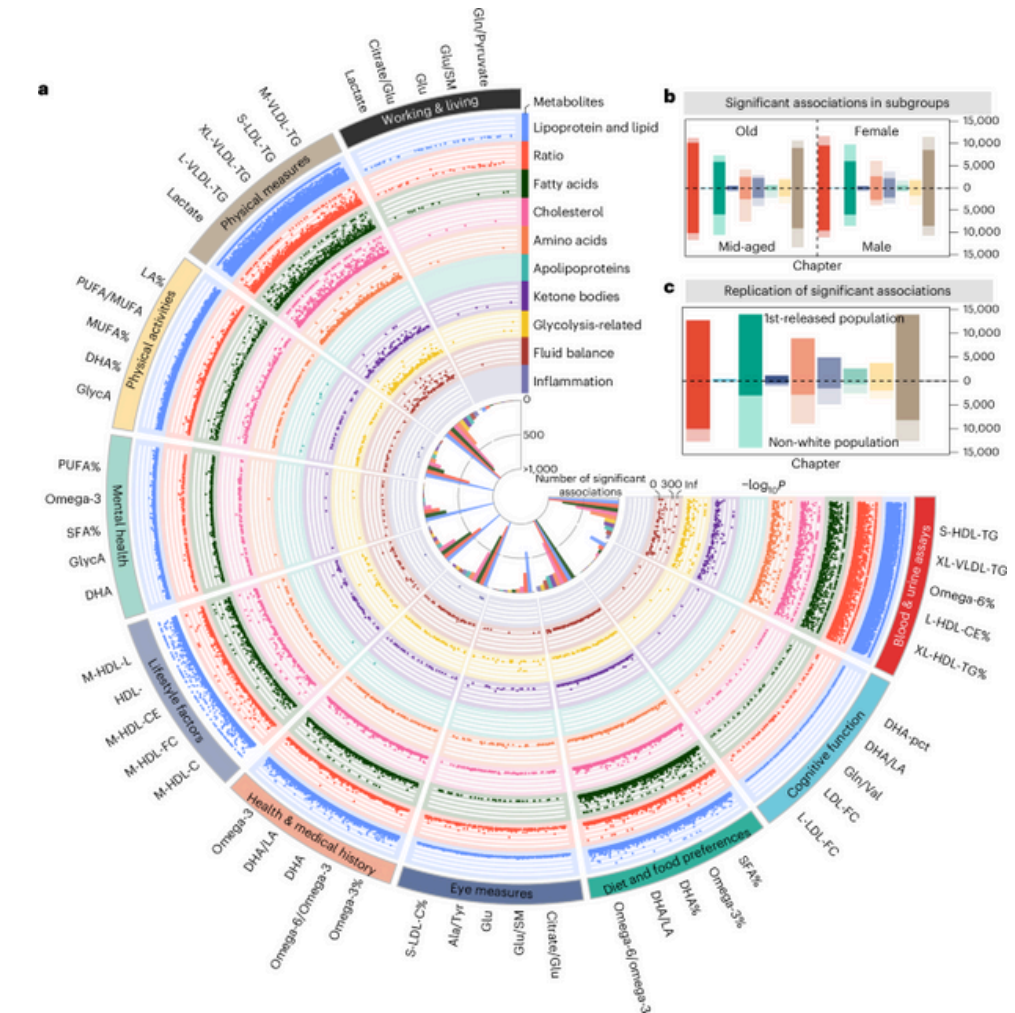 a
Working & living
Lactate
Citrate/Glu
Glu
Glu/SM
Gln/Pyruvate
Physical measures
Lactate
L-VLDL-TG
XL-VLDL-TG
S-LDL-TG
M-VLDL-TG
Physical activities
LA%
PUFA/MUFA
MUFA%
DHA%
GlycA
Mental health
PUFA%
Omega-3
SFA%
GlycA
DHA
Lifestyle factors
M-HDL-L
HDL-
M-HDL-CE
M-HDL-FC
M-HDL-C
Health & medical history
Omega-3
DHA/LA
DHA
Omega-6/Omega-3
Omega-3%
Eye measures
S-LDL-C%
Ala/Tyr
Glu
Glu/SM
Citrate/Glu
Diet and food preferences
Omega-6/omega-3
DHA/LA
DHA%
Omega-3%
SFA%
Cognitive function
DHA-pct
DHA/LA
Gln/Val
LDL-FC
L-LDL-FC
Blood & urine assays
S-HDL-TG
XL-VLDL-TG
Omega-6%
L-HDL-CE%
XL-HDL-TG%
Metabolites
Lipoprotein and lipid
Ratio
Fatty acids
Cholesterol
Amino acids
Apolipoproteins
Ketone bodies
Glycolysis-related
Fluid balance
Inflammation
0
500
>1,000
Number of significant
associations
0 300 Inf
−log10P
b
Significant associations in subgroups
Old
Female
Mid-aged
Male
15,000
10,000
5,000
0
5,000
10,000
15,000
Chapter
c
Replication of significant associations
1st-released population
Non-white population
15,000
10,000
5,000
0
5,000
10,000
15,000
Chapter